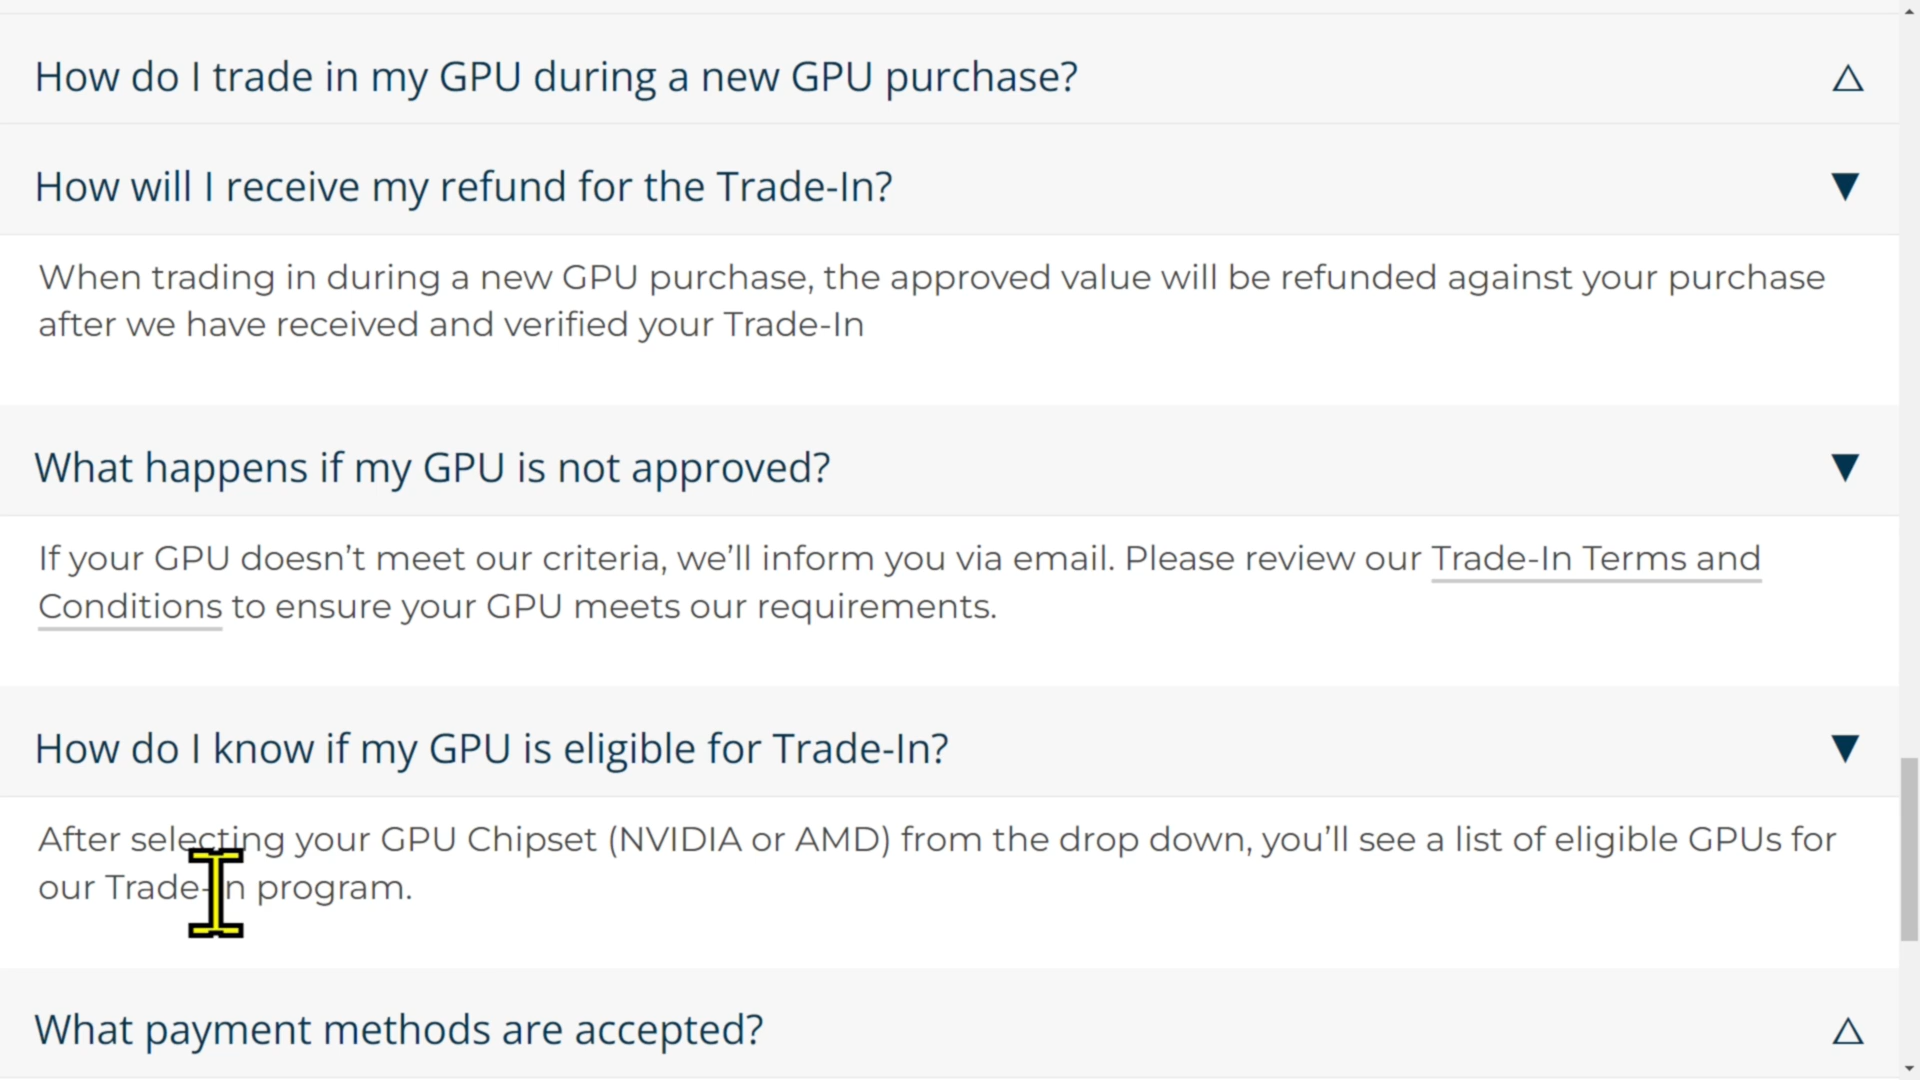 How do I trade in my GPU during a new GPU purchase?
How will I receive my refund for the Trade-In?
When trading in during a new GPU purchase, the approved value will be refunded against your purchase
after we have received and verified your Trade-In
What happens if my GPU is not approved?
If your GPU doesn’t meet our criteria, we’ll inform you via email. Please review our Trade-In Terms and
Conditions to ensure your GPU meets our requirements.
How do I know if my GPU is eligible for Trade-In?
After selecting your GPU Chipset (NVIDIA or AMD) from the drop down, you’ll see a list of eligible GPUs for
our Trade-In program.
What payment methods are accepted?